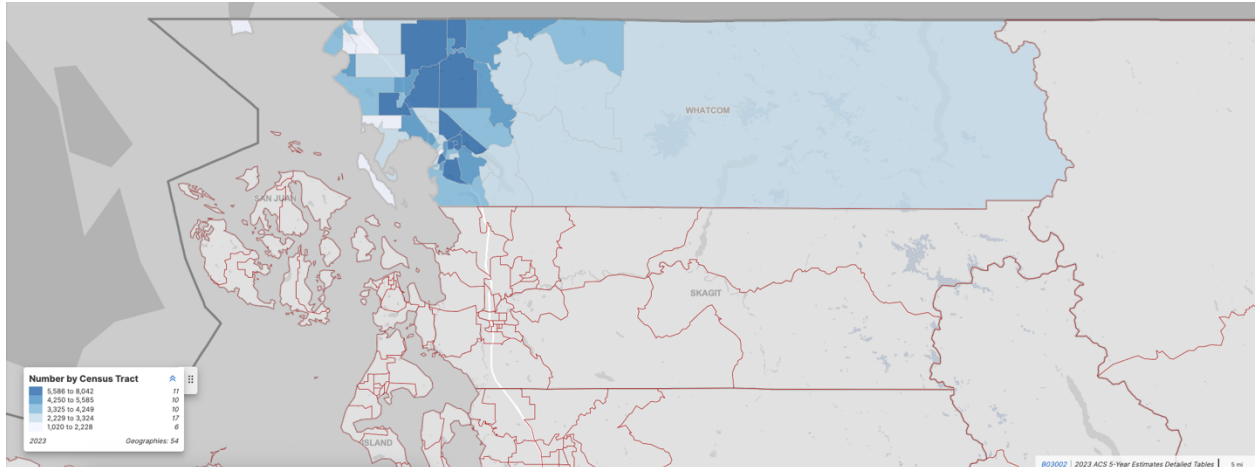 WHATCOM
SAN JUAN
SKAGIT
ISLAND
Number by Census Tract
5,586 to 8,042 11
4,250 to 5,585 10
3,325 to 4,249 10
2,229 to 3,324 17
1,020 to 2,228 6
2023 Geographies: 54
B03002 | 2023 ACS 5-Year Estimates Detailed Tables 5 mi